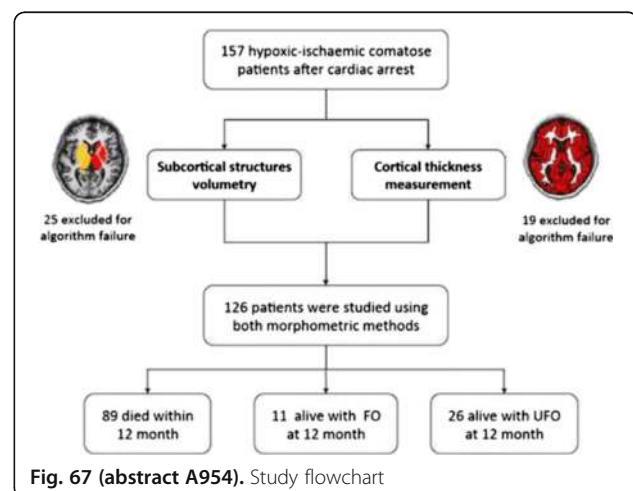 157 hypoxic-ischaemic comatose
patients after cardiac arrest
Subcortical structures
volumetry
Cortical thickness
measurement
25 excluded for
algorithm failure
19 excluded for
algorithm failure
126 patients were studied using
both morphometric methods
89 died within
12 month
11 alive with FO
at 12 month
26 alive with UFO
at 12 month
Fig. 67 (abstract A954). Study flowchart